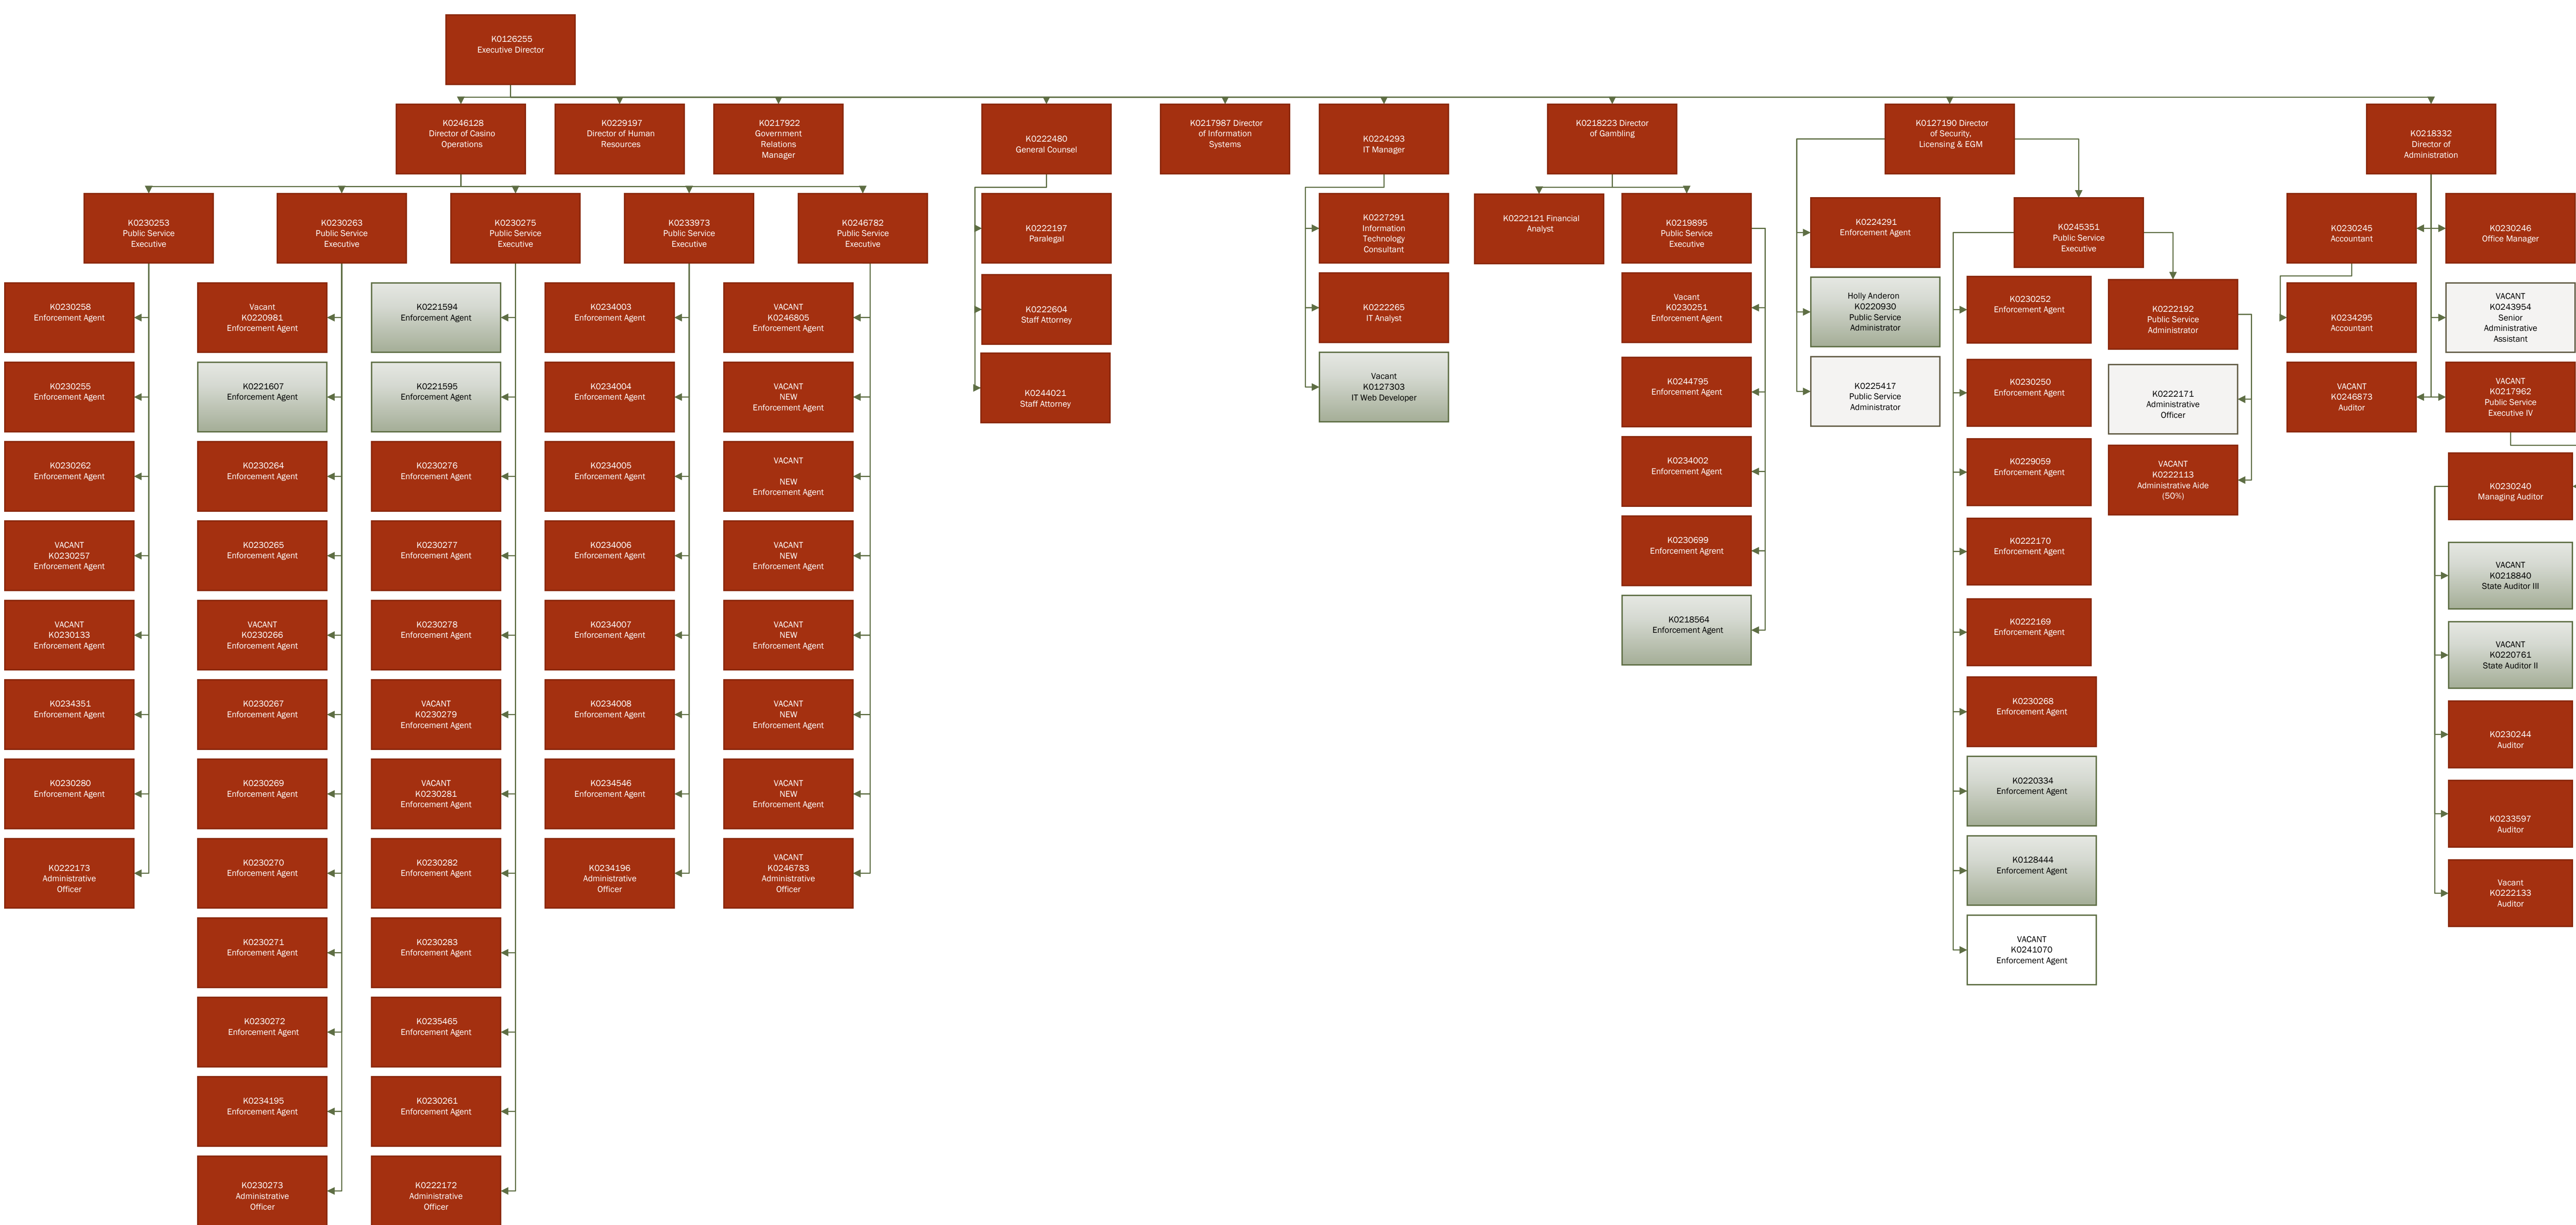 K0126255
Executive Director
K0246128
Director of Casino
Operations
K0229197
Director of Human
Resources
K0217922
Government
Relations
Manager
K0222480
General Counsel
K0217987 Director
of Information
Systems
K0224293
IT Manager
K0218223 Director
of Gambling
K0127190 Director
of Security,
Licensing & EGM
K0218332
Director of
Administration
K0230253
Public Service
Executive
K0230263
Public Service
Executive
K0230275
Public Service
Executive
K0233973
Public Service
Executive
K0246782
Public Service
Executive
K0222197
Paralegal
K0227291
Information
Technology
Consultant
K0222121 Financial
Analyst
K0219895
Public Service
Executive
K0224291
Enforcement Agent
K0245351
Public Service
Executive
K0230245
Accountant
K0230246
Office Manager
K0230258
Enforcement Agent
Vacant
K0220981
Enforcement Agent
K0221594
Enforcement Agent
K0234003
Enforcement Agent
VACANT
K0246805
Enforcement Agent
K0222604
Staff Attorney
K0222265
IT Analyst
Vacant
K0230251
Enforcement Agent
Holly Anderon
K0220930
Public Service
Administrator
K0230252
Enforcement Agent
K0222192
Public Service
Administrator
K0234295
Accountant
VACANT
K0243954
Senior
Administrative
Assistant
K0230255
Enforcement Agent
K0221607
Enforcement Agent
K0221595
Enforcement Agent
K0234004
Enforcement Agent
VACANT
NEW
Enforcement Agent
K0244021
Staff Attorney
Vacant
K0127303
IT Web Developer
K0244795
Enforcement Agent
K0225417
Public Service
Administrator
K0230250
Enforcement Agent
K0222171
Administrative
Officer
VACANT
K0246873
Auditor
VACANT
K0217962
Public Service
Executive IV
K0230262
Enforcement Agent
K0230264
Enforcement Agent
K0230276
Enforcement Agent
K0234005
Enforcement Agent
VACANT
NEW
Enforcement Agent
K0234002
Enforcement Agent
K0229059
Enforcement Agent
VACANT
K0222113
Administrative Aide
(50%)
K0230240
Managing Auditor
VACANT
K0230257
Enforcement Agent
K0230265
Enforcement Agent
K0230277
Enforcement Agent
K0234006
Enforcement Agent
VACANT
NEW
Enforcement Agent
K0230699
Enforcement Agrent
K0222170
Enforcement Agent
VACANT
K0218840
State Auditor III
VACANT
K0230133
Enforcement Agent
VACANT
K0230266
Enforcement Agent
K0230278
Enforcement Agent
K0234007
Enforcement Agent
VACANT
NEW
Enforcement Agent
K0218564
Enforcement Agent
K0222169
Enforcement Agent
VACANT
K0220761
State Auditor II
K0234351
Enforcement Agent
K0230267
Enforcement Agent
VACANT
K0230279
Enforcement Agent
K0234008
Enforcement Agent
VACANT
NEW
Enforcement Agent
K0230268
Enforcement Agent
K0230244
Auditor
K0230280
Enforcement Agent
K0230269
Enforcement Agent
VACANT
K0230281
Enforcement Agent
K0234546
Enforcement Agent
VACANT
NEW
Enforcement Agent
K0220334
Enforcement Agent
K0233597
Auditor
K0222173
Administrative
Officer
K0230270
Enforcement Agent
K0230282
Enforcement Agent
K0234196
Administrative
Officer
VACANT
K0246783
Administrative
Officer
K0128444
Enforcement Agent
Vacant
K0222133
Auditor
K0230271
Enforcement Agent
K0230283
Enforcement Agent
VACANT
K0241070
Enforcement Agent
K0230272
Enforcement Agent
K0235465
Enforcement Agent
K0234195
Enforcement Agent
K0230261
Enforcement Agent
K0230273
Administrative
Officer
K0222172
Administrative
Officer